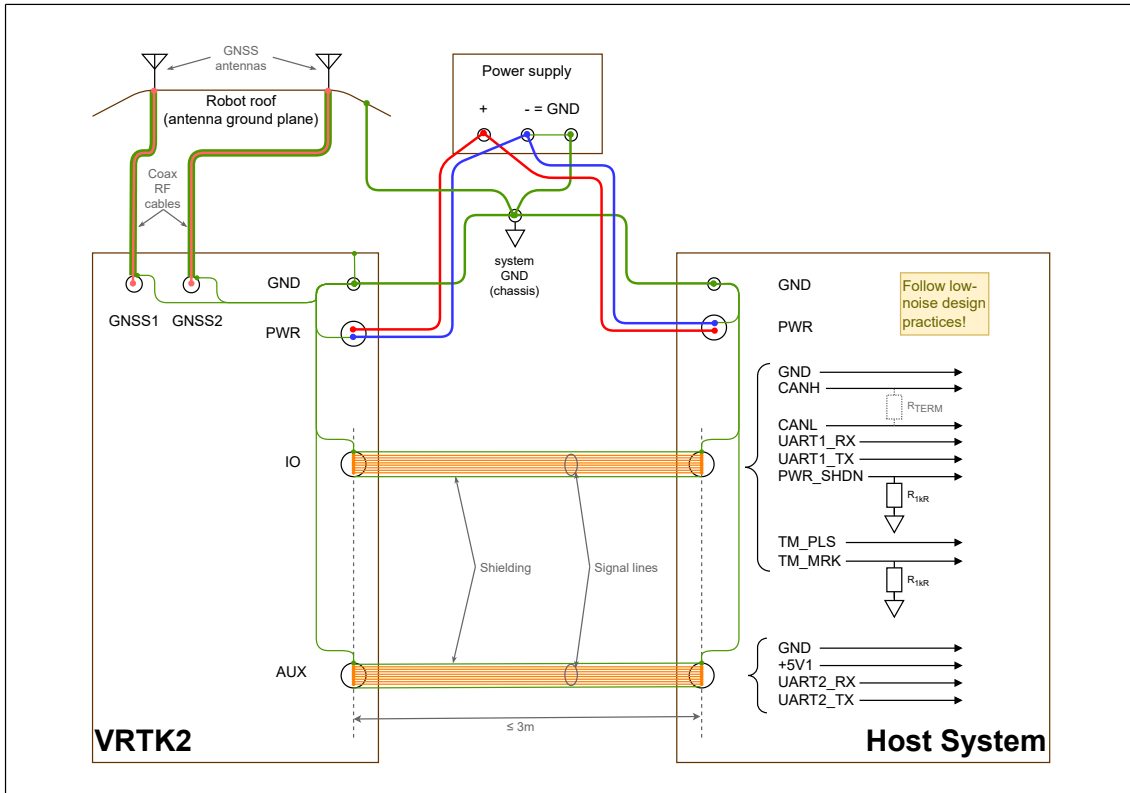 GNSS
antennas
Robot roof
(antenna ground plane)
Power supply
+
- = GND
Coax
RF
cables
system
GND
(chassis)
GNSS1
GNSS2
GND
PWR
IO
AUX
VRTK2
Shielding
Signal lines
≤ 3m
GND
PWR
Follow low-
noise design
practices!
GND
CANH
RTERM
CANL
UART1_RX
UART1_TX
PWR_SHDN
R1kR
TM_PLS
TM_MRK
R1kR
GND
+5V1
UART2_RX
UART2_TX
Host System